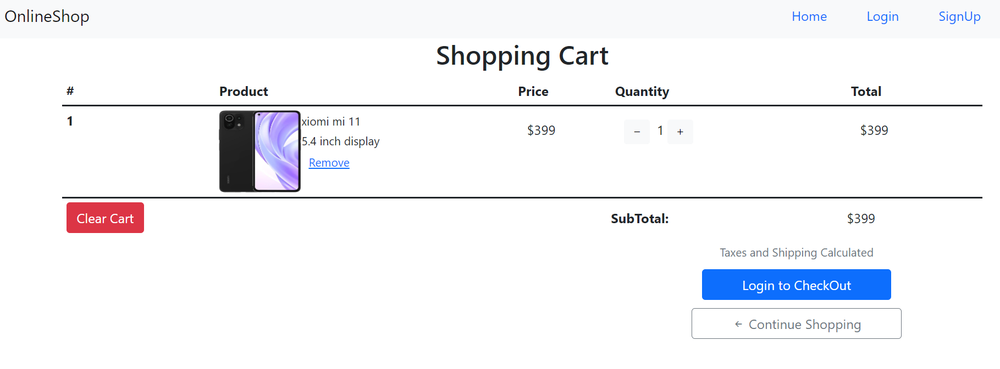 OnlineShop Home Login SignUp
Shopping Cart
# Product Price Quantity Total
1 xiomi mi 11 $399 − 1 + $399
5.4 inch display
Remove
Clear Cart SubTotal: $399
Taxes and Shipping Calculated
Login to CheckOut
← Continue Shopping